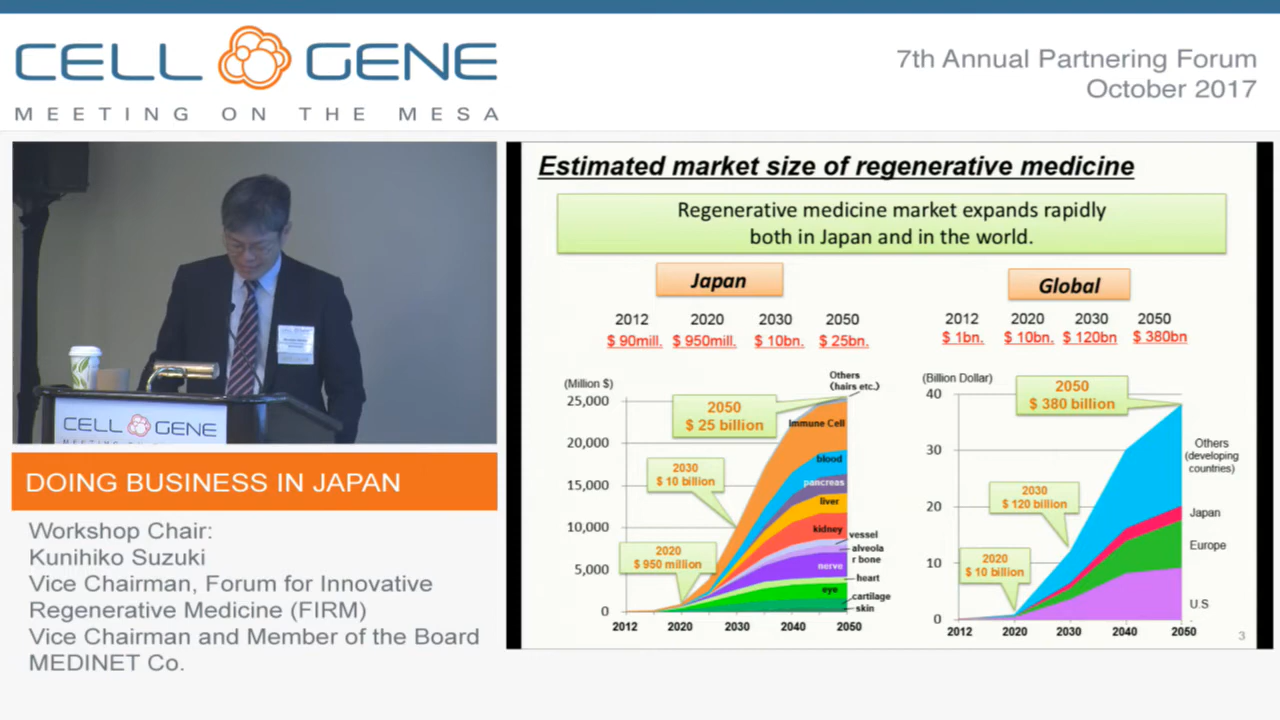 CELL GENE
MEETING ON THE MESA
7th Annual Partnering Forum
October 2017
CELL GENE
DOING BUSINESS IN JAPAN
Workshop Chair:
Kunihiko Suzuki
Vice Chairman, Forum for Innovative
Regenerative Medicine (FIRM)
Vice Chairman and Member of the Board
MEDINET Co.
Estimated market size of regenerative medicine
Regenerative medicine market expands rapidly
both in Japan and in the world.
Japan
2012 2020 2030 2050
$ 90mill. $ 950mill. $ 10bn. $ 25bn.
(Million $)
25,000
20,000
15,000
10,000
5,000
0
2012 2020 2030 2040 2050
2050
$ 25 billion
2030
$ 10 billion
2020
$ 950 million
Others
(hairs etc.)
Immune Cell
blood
pancreas
liver
kidney
vessel
alveola
r bone
nerve
heart
eye
cartilage
skin
Global
2012 2020 2030 2050
$ 1bn. $ 10bn. $ 120bn $ 380bn
(Billion Dollar)
40
30
20
10
0
2012 2020 2030 2040 2050
2050
$ 380 billion
2030
$ 120 billion
2020
$ 10 billion
Others
(developing
countries)
Japan
Europe
U.S
.
3